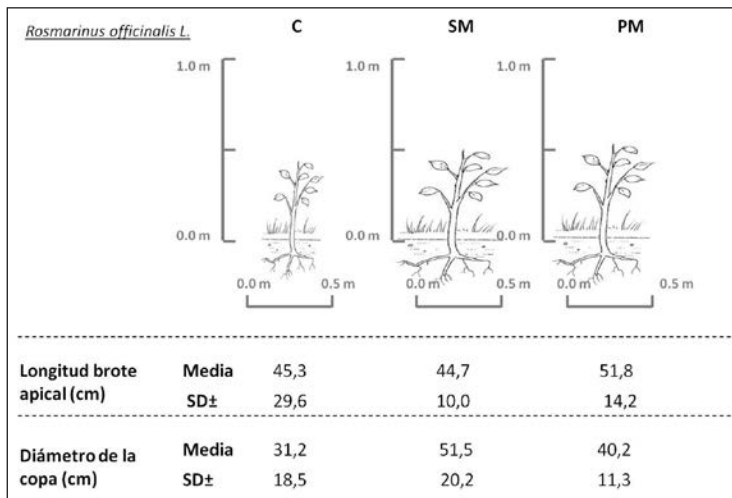 Rosmarinus officinalis L. C SM PM
1.0 m 1.0 m 1.0 m
0.0 m 0.0 m 0.0 m
0.0 m 0.5 m 0.0 m 0.5 m 0.0 m 0.5 m
Longitud brote Media 45,3 44,7 51,8
apical (cm) SD± 29,6 10,0 14,2
Diámetro de la Media 31,2 51,5 40,2
copa (cm) SD± 18,5 20,2 11,3